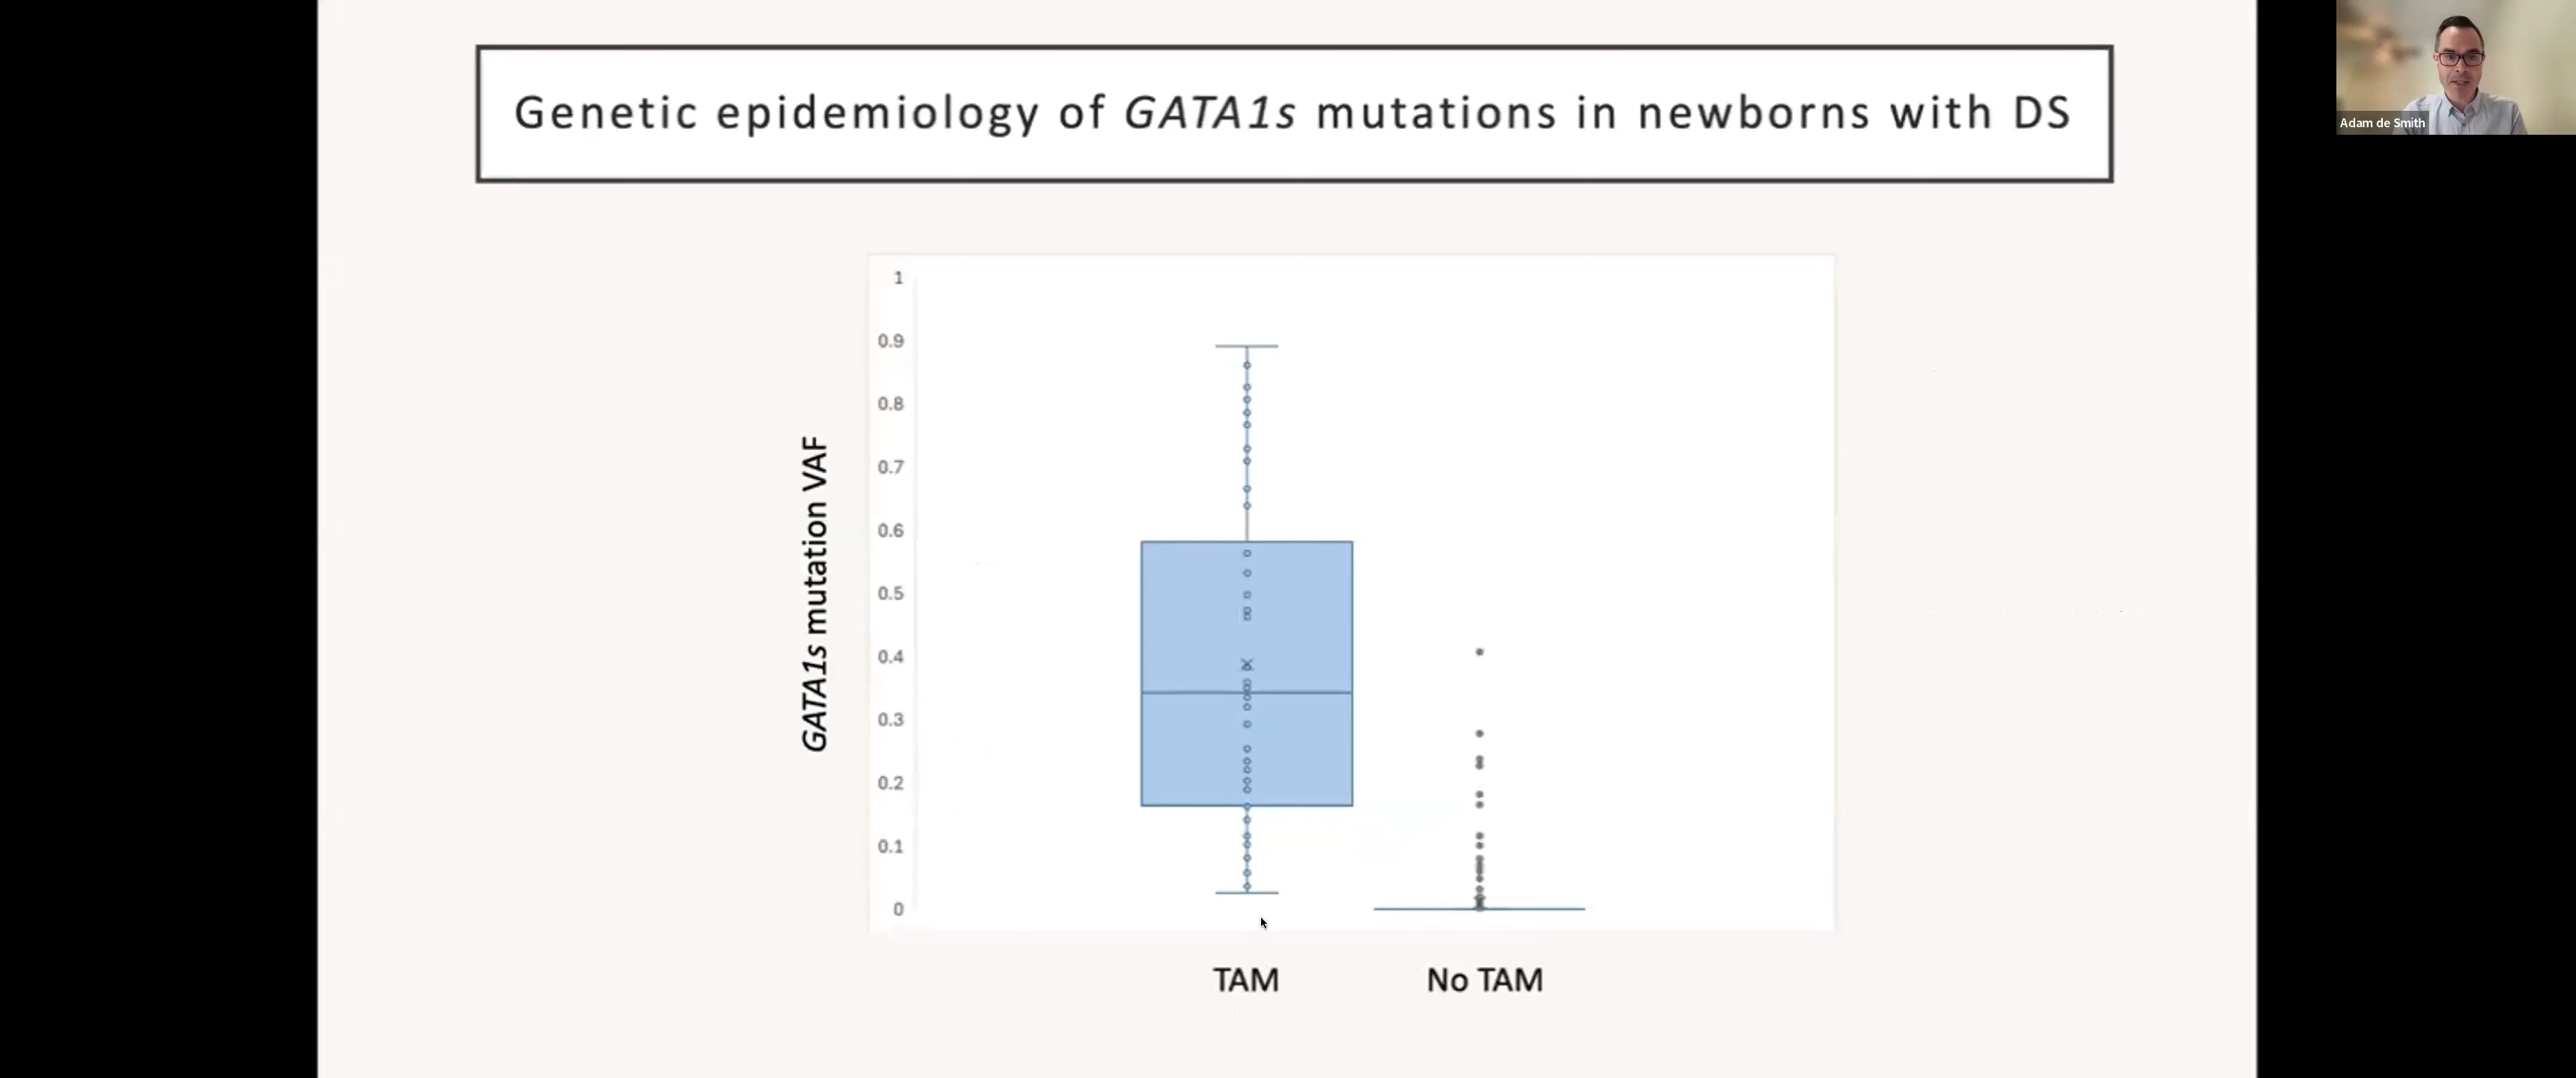 Genetic epidemiology of GATA1s mutations in newborns with DS
Adam de Smith
GATA1s mutation VAF
1
0.9
0.8
0.7
0.6
0.5
0.4
0.3
0.2
0.1
0
TAM
No TAM